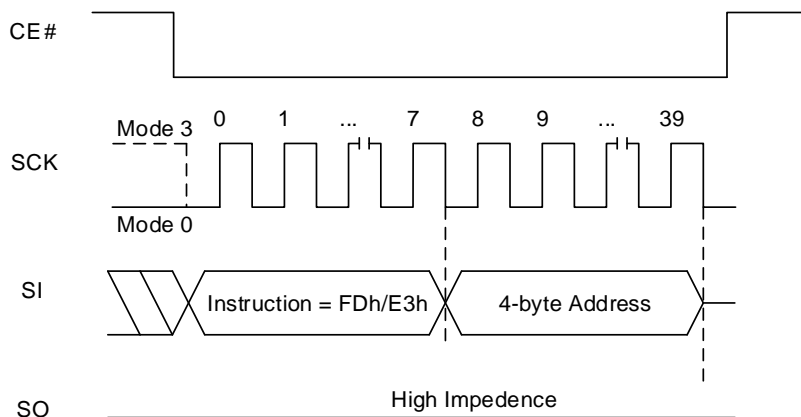 CE#
0 1 ... 7 8 9 ... 39
Mode 3
SCK
Mode 0
SI
Instruction = FDh/E3h
4-byte Address
High Impedence
SO